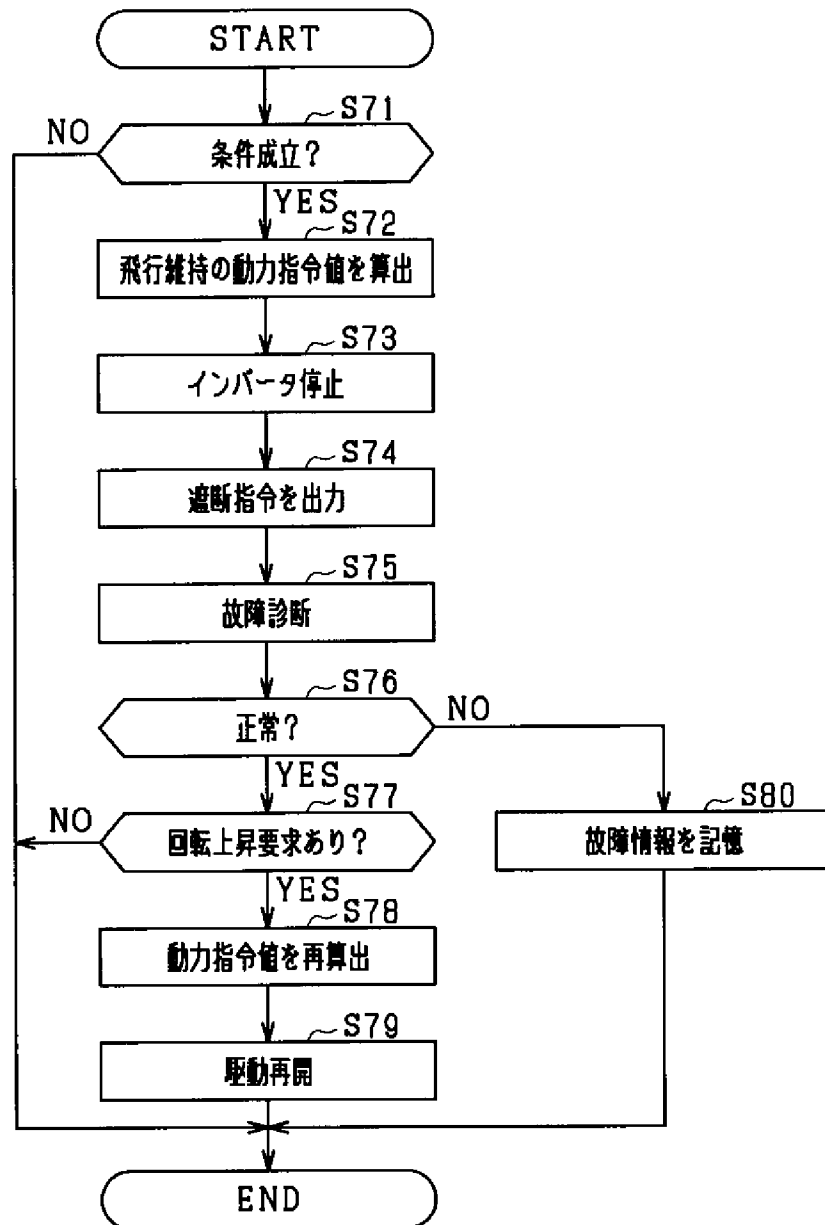 START
S71
NO
条件成立?
YES
S72
飛行維持の動力指令値を算出
S73
インバータ停止
S74
遮断指令を出力
S75
故障診断
S76
正常?
NO
YES
S77
NO
回転上昇要求あり?
S80
故障情報を記憶
YES
S78
動力指令値を再算出
S79
駆動再開
END